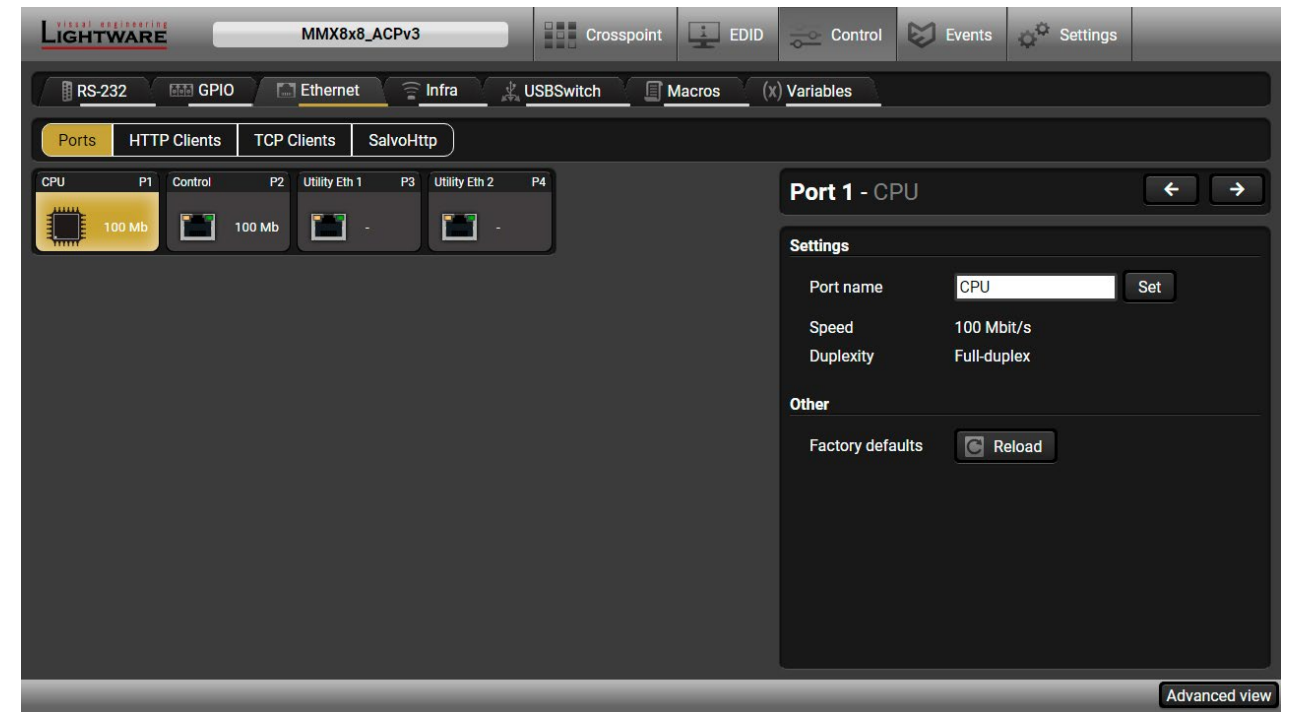 visual engineering
LIGHTWARE
MMX8x8_ACPv3
Crosspoint
EDID
Control
Events
Settings
RS-232
GPIO
Ethernet
Infra
USBSwitch
Macros
(x) Variables
Ports
HTTP Clients
TCP Clients
SalvoHttp
CPU P1
100 Mb
Control P2
100 Mb
Utility Eth 1 P3
-
Utility Eth 2 P4
-
Port 1 - CPU
Settings
Port name CPU Set
Speed 100 Mbit/s
Duplexity Full-duplex
Other
Factory defaults Reload
Advanced view